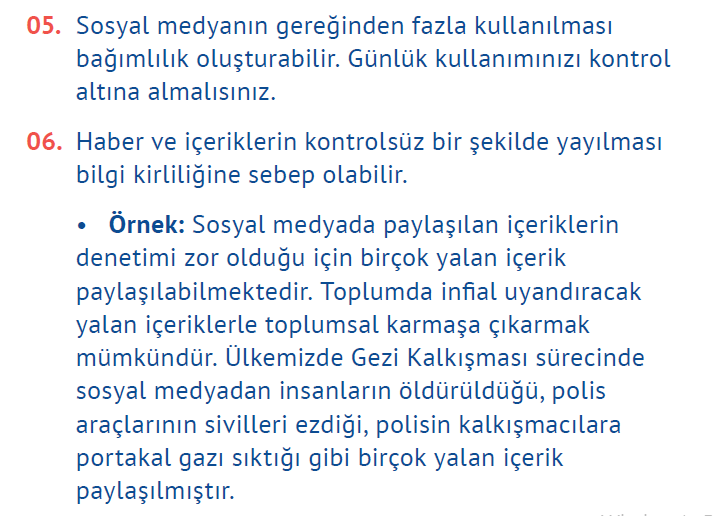 05. Sosyal medyanın gereğinden fazla kullanılması
bağımlılık oluşturabilir. Günlük kullanımınızı kontrol
altına almalısınız.
06. Haber ve içeriklerin kontrolsüz bir şekilde yayılması
bilgi kirliliğine sebep olabilir.
• Örnek: Sosyal medyada paylaşılan içeriklerin
denetimi zor olduğu için birçok yalan içerik
paylaşılabilmektedir. Toplumda infial uyandıracak
yalan içeriklerle toplumsal karmaşa çıkarmak
mümkündür. Ülkemizde Gezi Kalkışması sürecinde
sosyal medyadan insanların öldürüldüğü, polis
araçlarının sivilleri ezdiği, polisin kalkışmacılara
portakal gazı sıktığı gibi birçok yalan içerik
paylaşılmıştır.